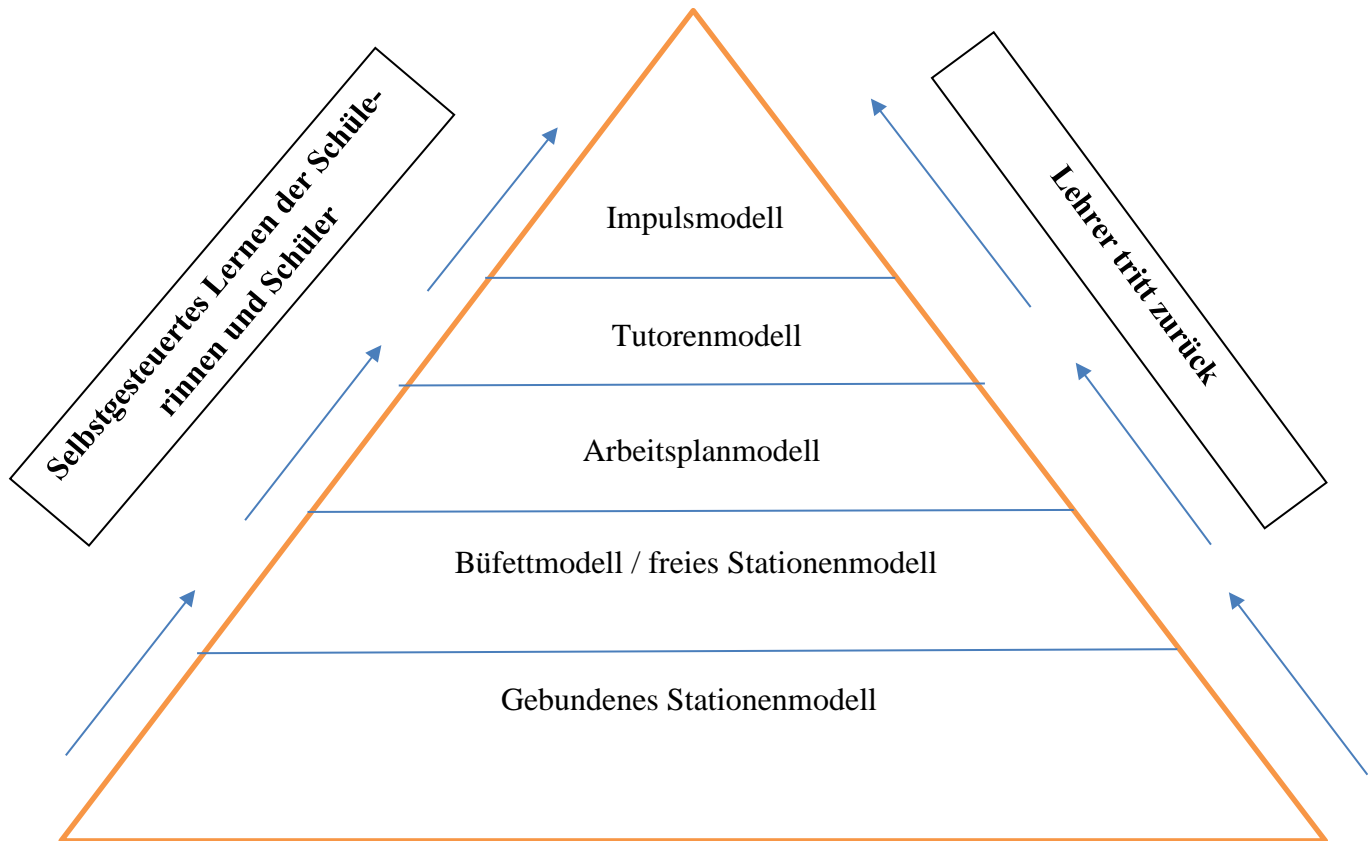 Selbstgesteuertes Lernen der Schüle-
rinnen und Schüler
Lehrer tritt zurück
Impulsmodell
Tutorenmodell
Arbeitsplanmodell
Büfettmodell / freies Stationenmodell
Gebundenes Stationenmodell